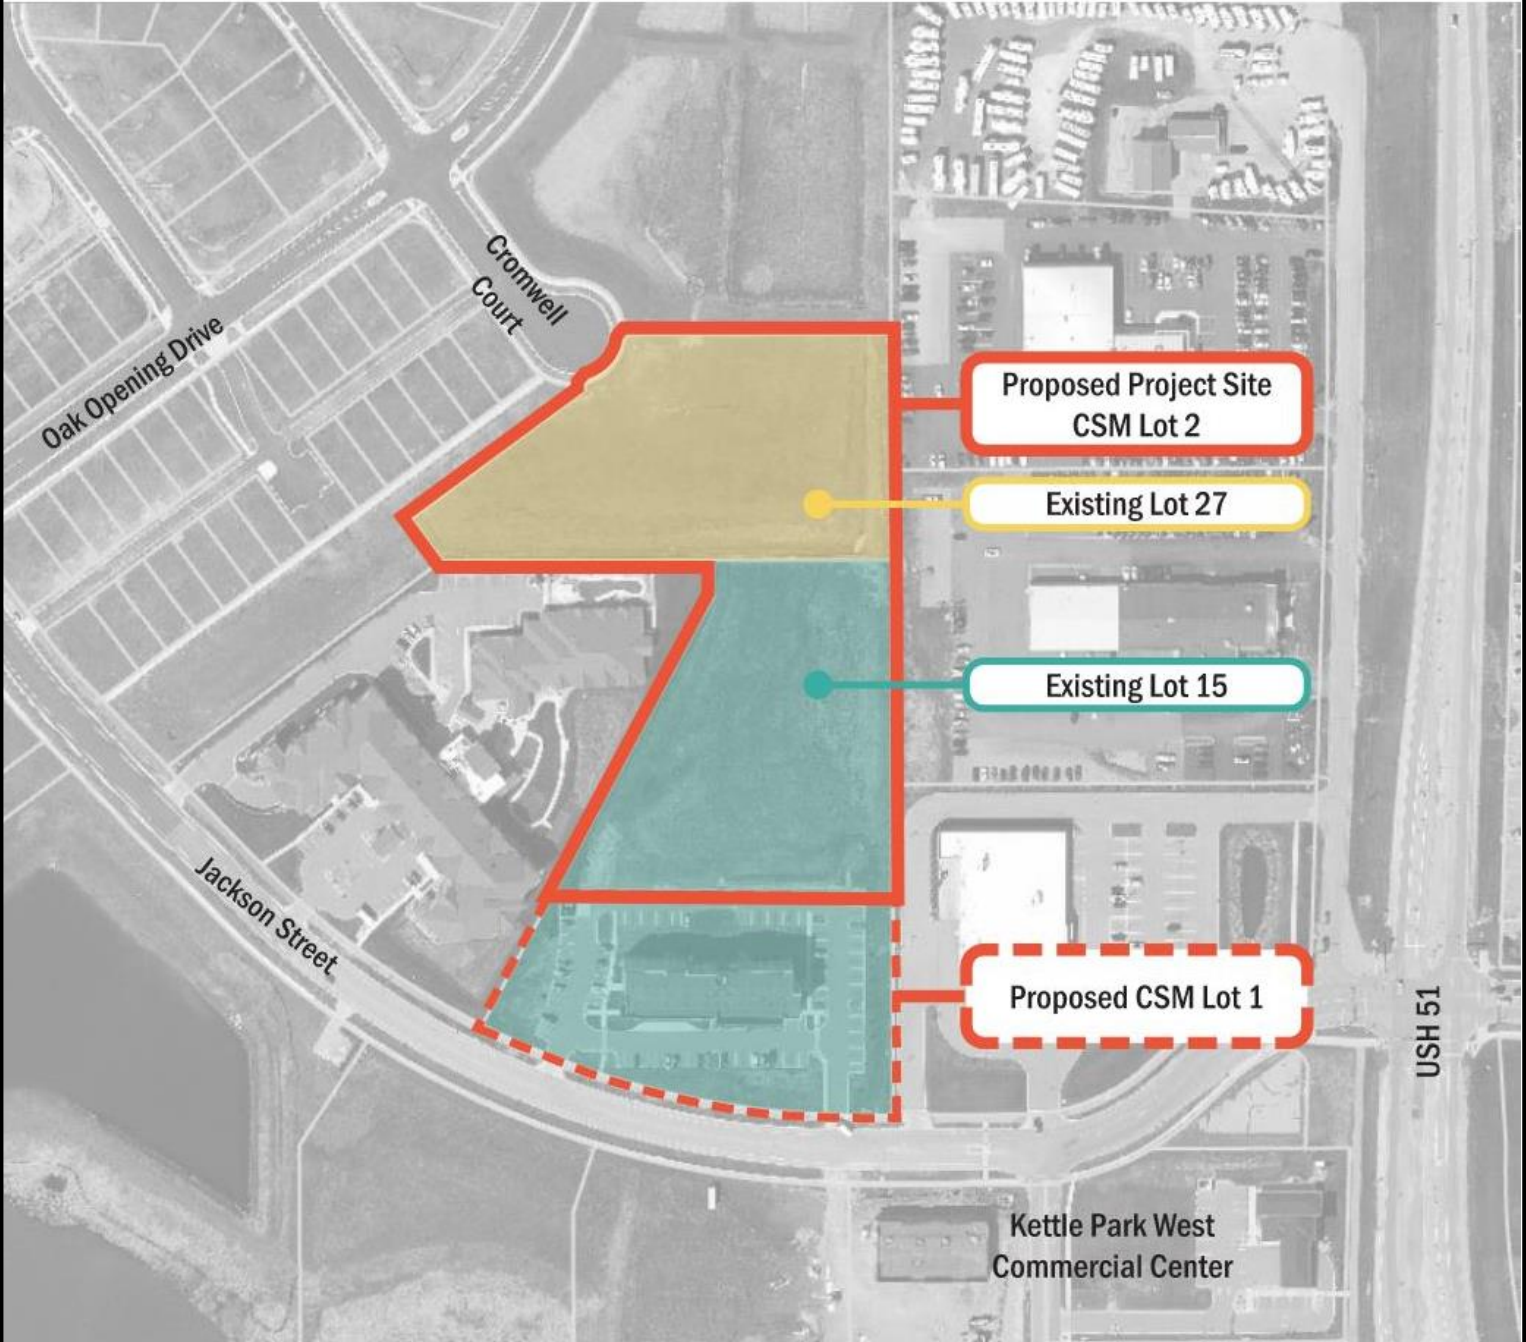 Cromwell
Court
Oak Opening Drive
Proposed Project Site
CSM Lot 2
Existing Lot 27
Existing Lot 15
Jackson Street
Proposed CSM Lot 1
USH 51
Kettle Park West
Commercial Center